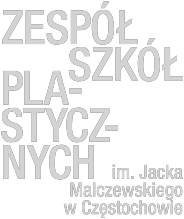 ZESPÓŁ
SZKÓŁ
PLA-
STYCZ-
NYCH
im. Jacka
Malczewskiego
w Częstochowie